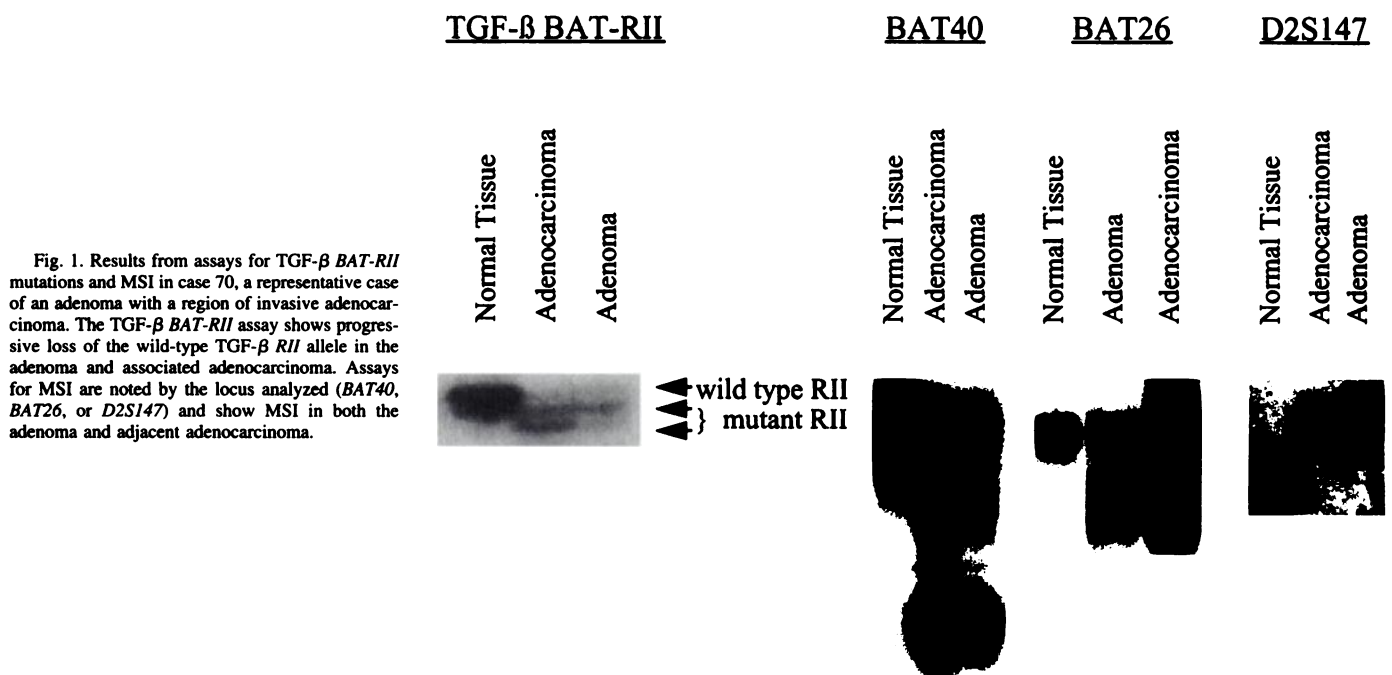 TGF-β BAT-RII
BAT40
BAT26
D2S147
Normal Tissue
Adenocarcinoma
Adenoma
Normal Tissue
Adenocarcinoma
Adenoma
Normal Tissue
Adenoma
Adenocarcinoma
Normal Tissue
Adenocarcinoma
Adenoma
wild type RII
} mutant RII
Fig. 1. Results from assays for TGF-β BAT-RII
mutations and MSI in case 70, a representative case
of an adenoma with a region of invasive adenocar-
cinoma. The TGF-β BAT-RII assay shows progres-
sive loss of the wild-type TGF-β RII allele in the
adenoma and associated adenocarcinoma. Assays
for MSI are noted by the locus analyzed (BAT40,
BAT26, or D2S147) and show MSI in both the
adenoma and adjacent adenocarcinoma.